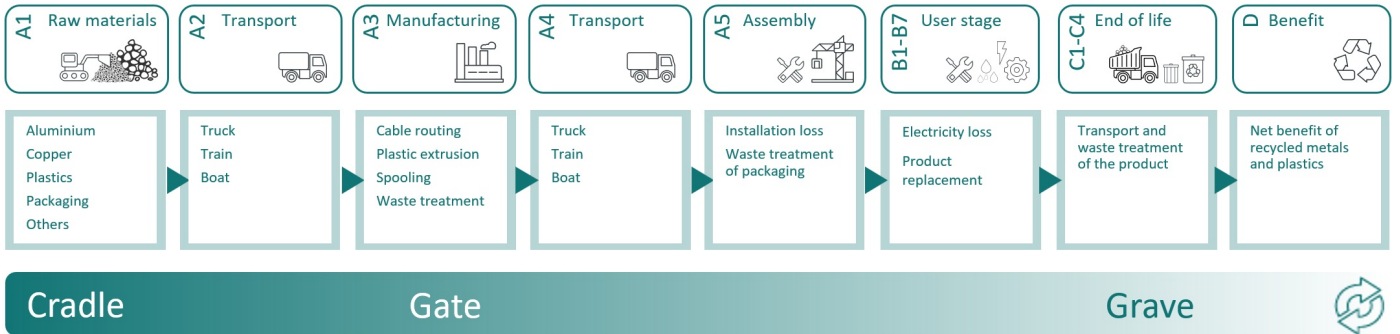 A1 Raw materials
A2 Transport
A3 Manufacturing
A4 Transport
A5 Assembly
B1-B7 User stage
C1-C4 End of life
D Benefit
Aluminium
Copper
Plastics
Packaging
Others
Truck
Train
Boat
Cable routing
Plastic extrusion
Spooling
Waste treatment
Truck
Train
Boat
Installation loss
Waste treatment
of packaging
Electricity loss
Product
replacement
Transport and
waste treatment
of the product
Net benefit of
recycled metals
and plastics
Cradle
Gate
Grave